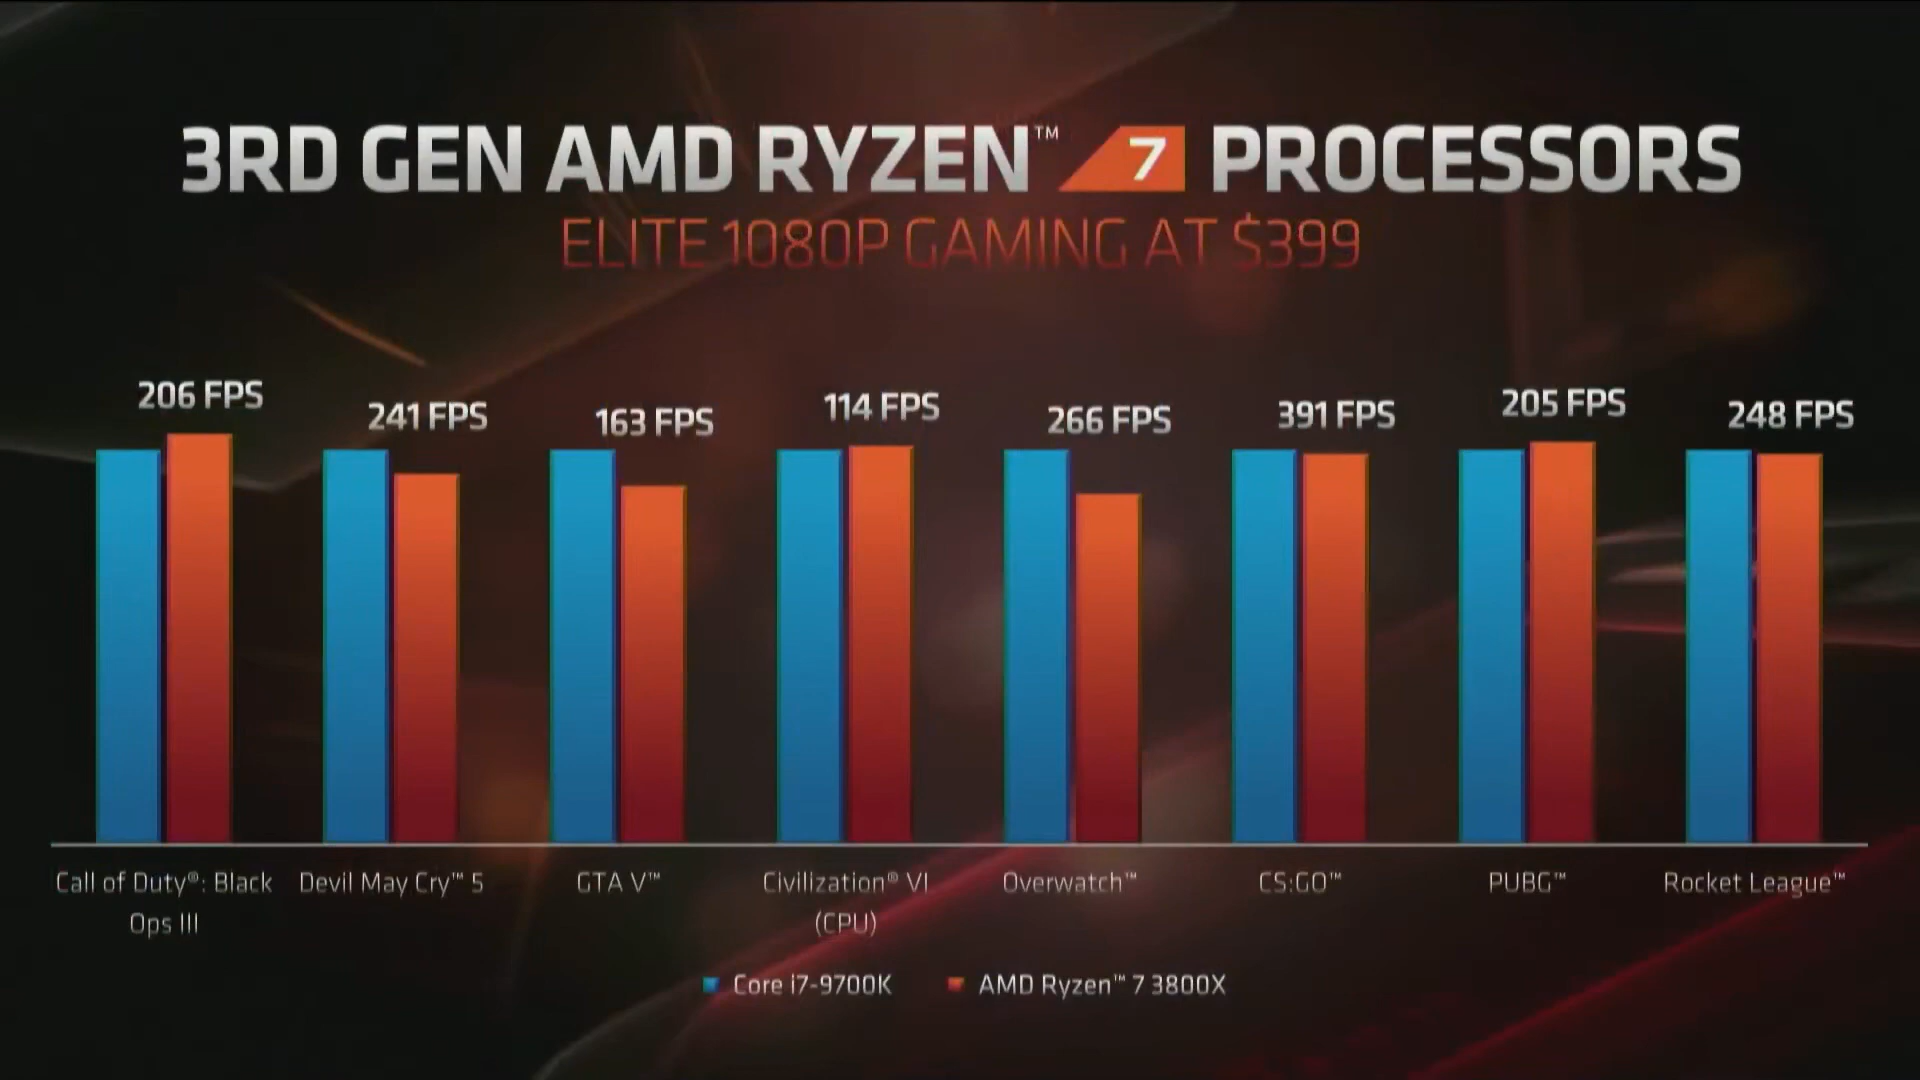 3RD GEN AMD RYZEN™ 7 PROCESSORS
ELITE 1080P GAMING AT $399
206 FPS
241 FPS
163 FPS
114 FPS
266 FPS
391 FPS
205 FPS
248 FPS
Call of Duty®: Black
Ops III
Devil May Cry™ 5
GTA V™
Civilization® VI
(CPU)
Overwatch™
CS:GO™
PUBG™
Rocket League™
Core i7-9700K
AMD Ryzen™ 7 3800X